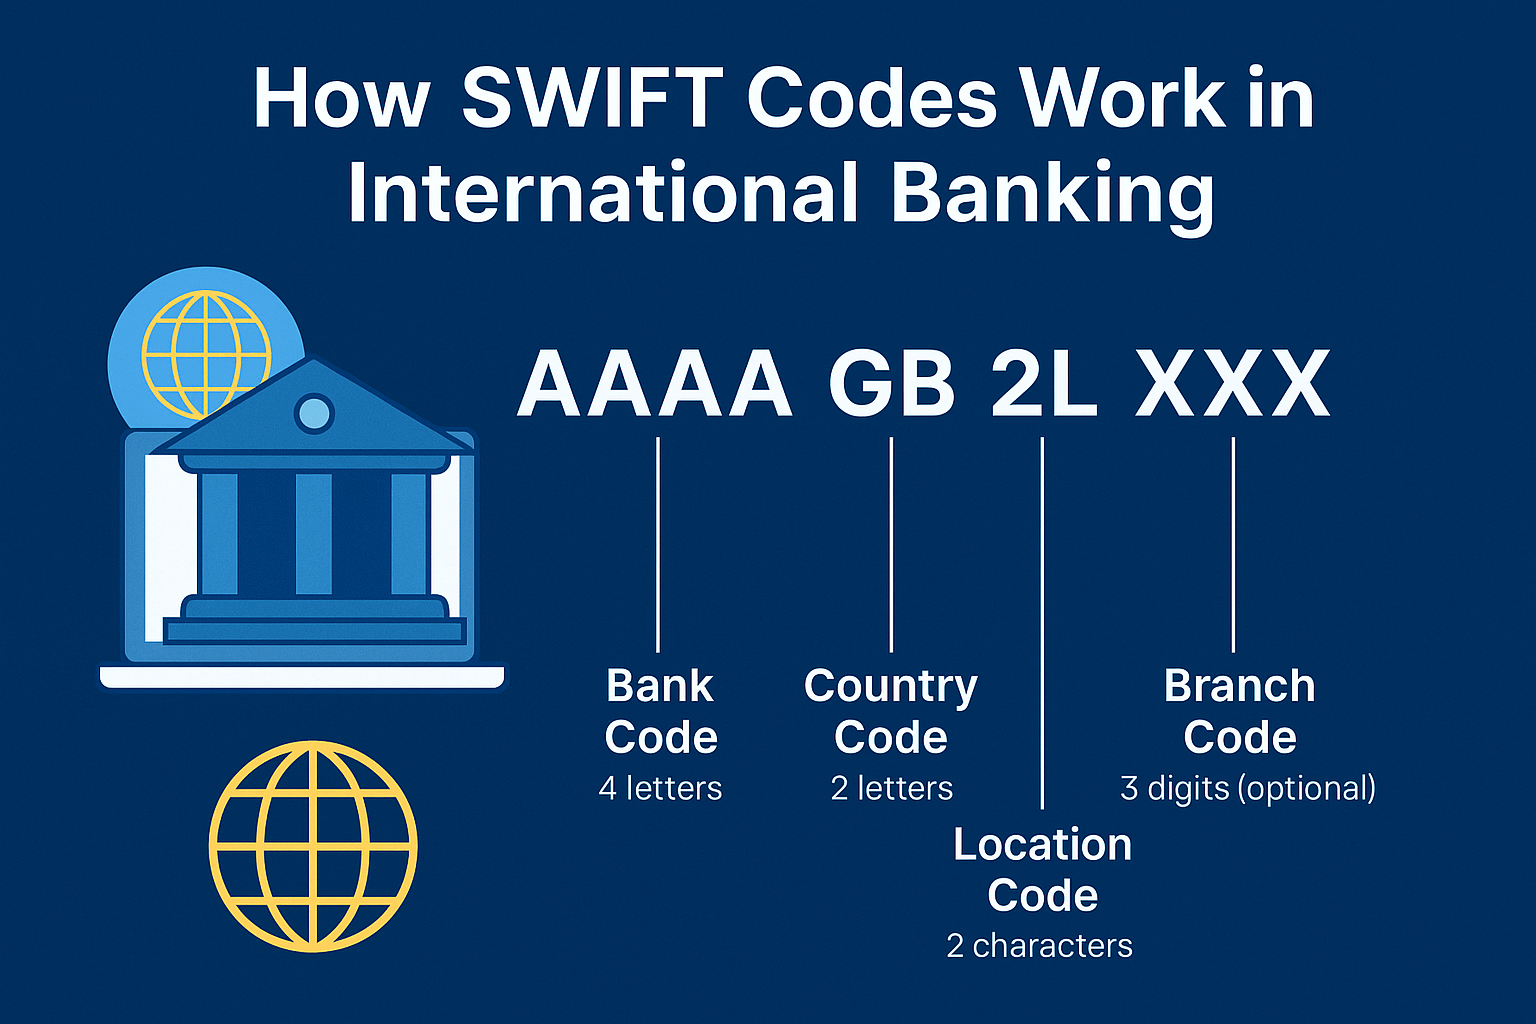 How SWIFT Codes Work in
International Banking
AAAA GB 2L XXX
Bank
Code
4 letters
Country
Code
2 letters
Location
Code
2 characters
Branch
Code
3 digits (optional)